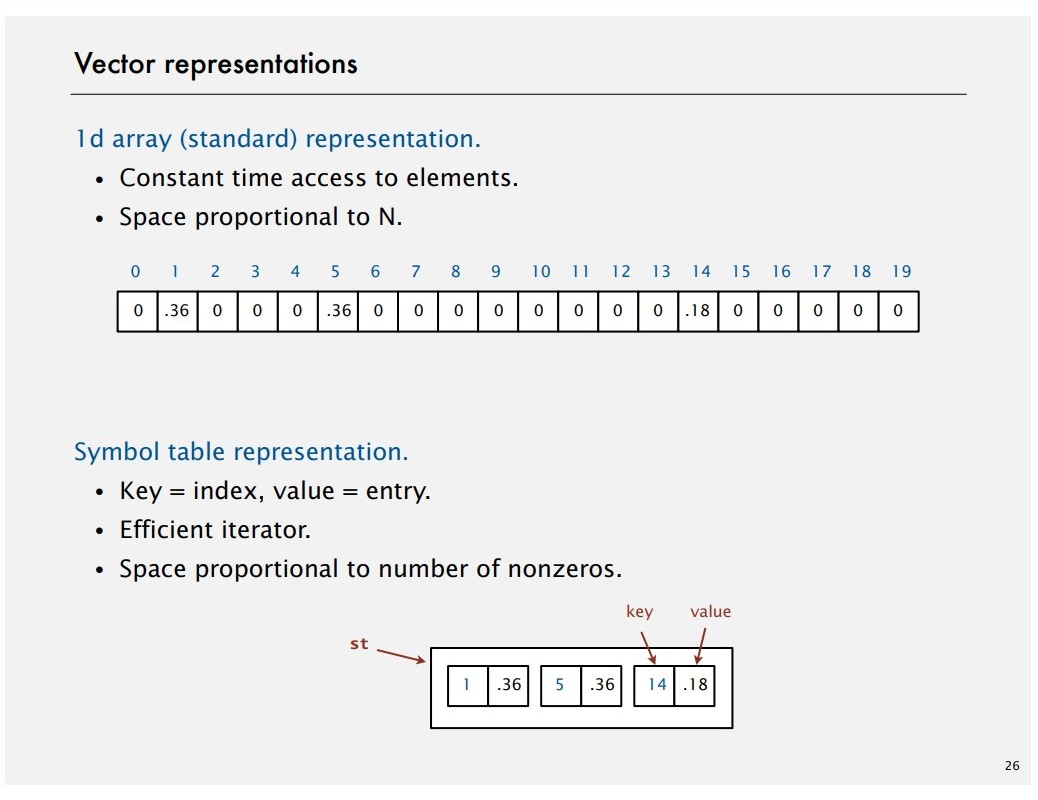 Vector representations
1d array (standard) representation.
• Constant time access to elements.
• Space proportional to N.
0 1 2 3 4 5 6 7 8 9 10 11 12 13 14 15 16 17 18 19
0 .36 0 0 0 .36 0 0 0 0 0 0 0 0 .18 0 0 0 0 0
Symbol table representation.
• Key = index, value = entry.
• Efficient iterator.
• Space proportional to number of nonzeros.
key value
st
1 .36 5 .36 14 .18
26